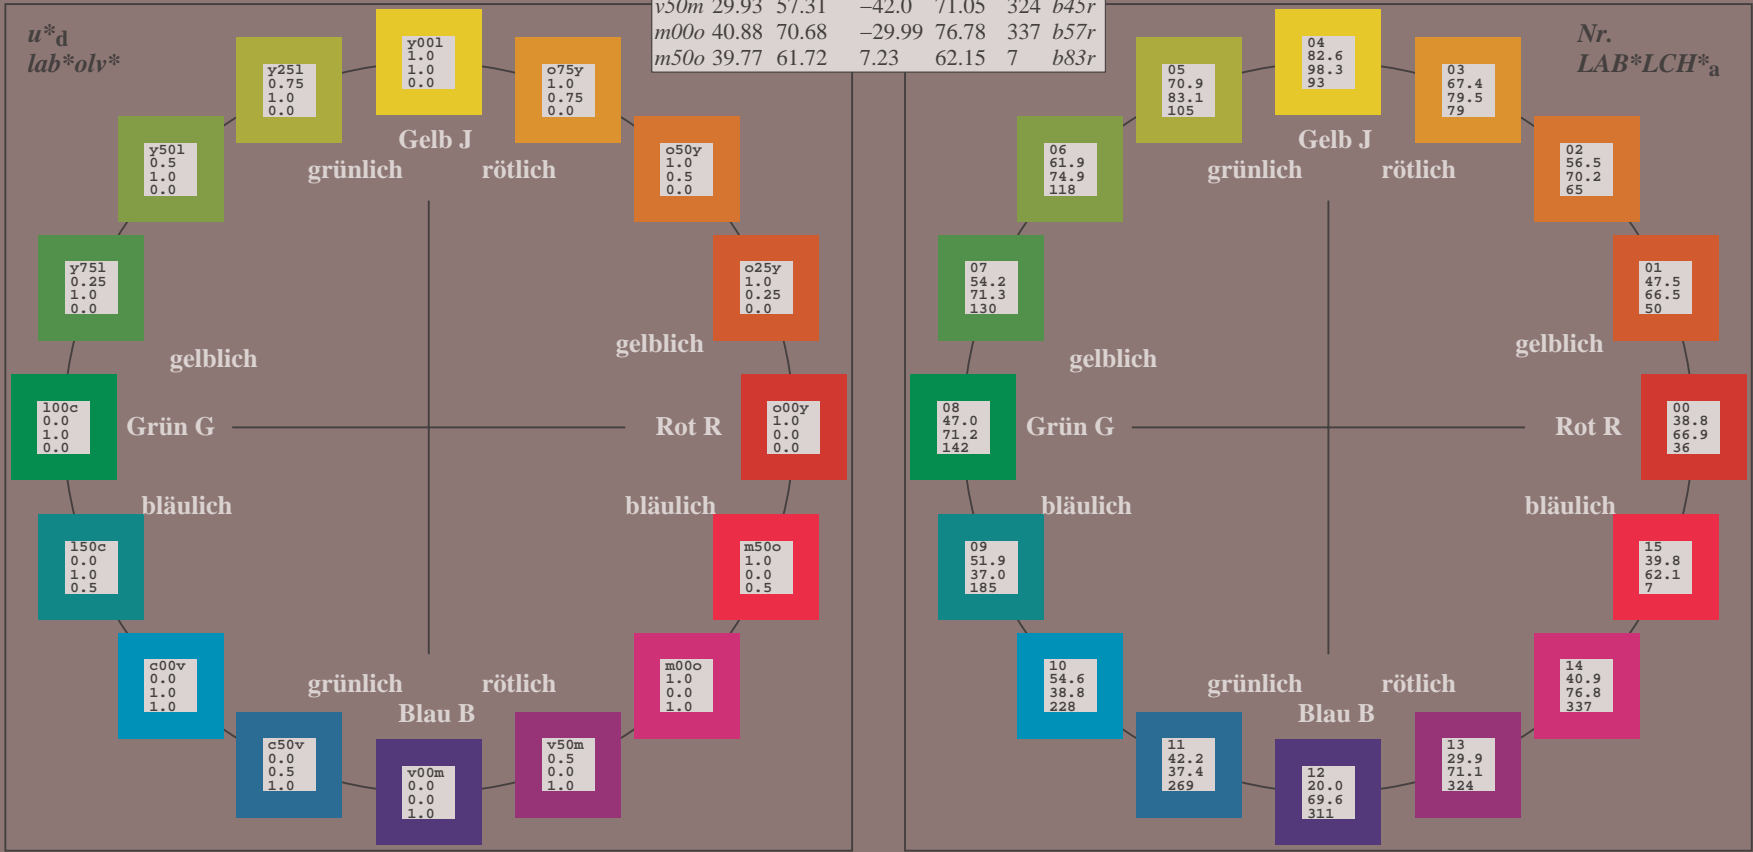 v50m 29.93 57.31 −42.0 71.05 324 b45r
m00o 40.88 70.68 −29.99 76.78 337 b57r
m50o 39.77 61.72 7.23 62.15 7 b83r
u*d
lab*olv*
y00l
1.0
1.0
0.0
y25l
0.75
1.0
0.0
o75y
1.0
0.75
0.0
y50l
0.5
1.0
0.0
o50y
1.0
0.5
0.0
Gelb J
grünlich rötlich
y75l
0.25
1.0
0.0
o25y
1.0
0.25
0.0
gelblich
gelblich
l00c
0.0
1.0
0.0
Grün G
Rot R
o00y
1.0
0.0
0.0
bläulich
bläulich
l50c
0.0
1.0
0.5
m50o
1.0
0.0
0.5
c00v
0.0
1.0
1.0
m00o
1.0
0.0
1.0
grünlich rötlich
Blau B
c50v
0.0
0.5
1.0
v00m
0.0
0.0
1.0
v50m
0.5
0.0
1.0
Nr.
LAB*LCH*a
04
82.6
98.3
93
05
70.9
83.1
105
03
67.4
79.5
79
06
61.9
74.9
118
02
56.5
70.2
65
Gelb J
grünlich rötlich
07
54.2
71.3
130
01
47.5
66.5
50
gelblich
gelblich
08
47.0
71.2
142
Grün G
Rot R
00
38.8
66.9
36
bläulich
bläulich
09
51.9
37.0
185
15
39.8
62.1
7
10
54.6
38.8
228
14
40.9
76.8
337
grünlich rötlich
Blau B
11
42.2
37.4
269
12
20.0
69.6
311
13
29.9
71.1
324